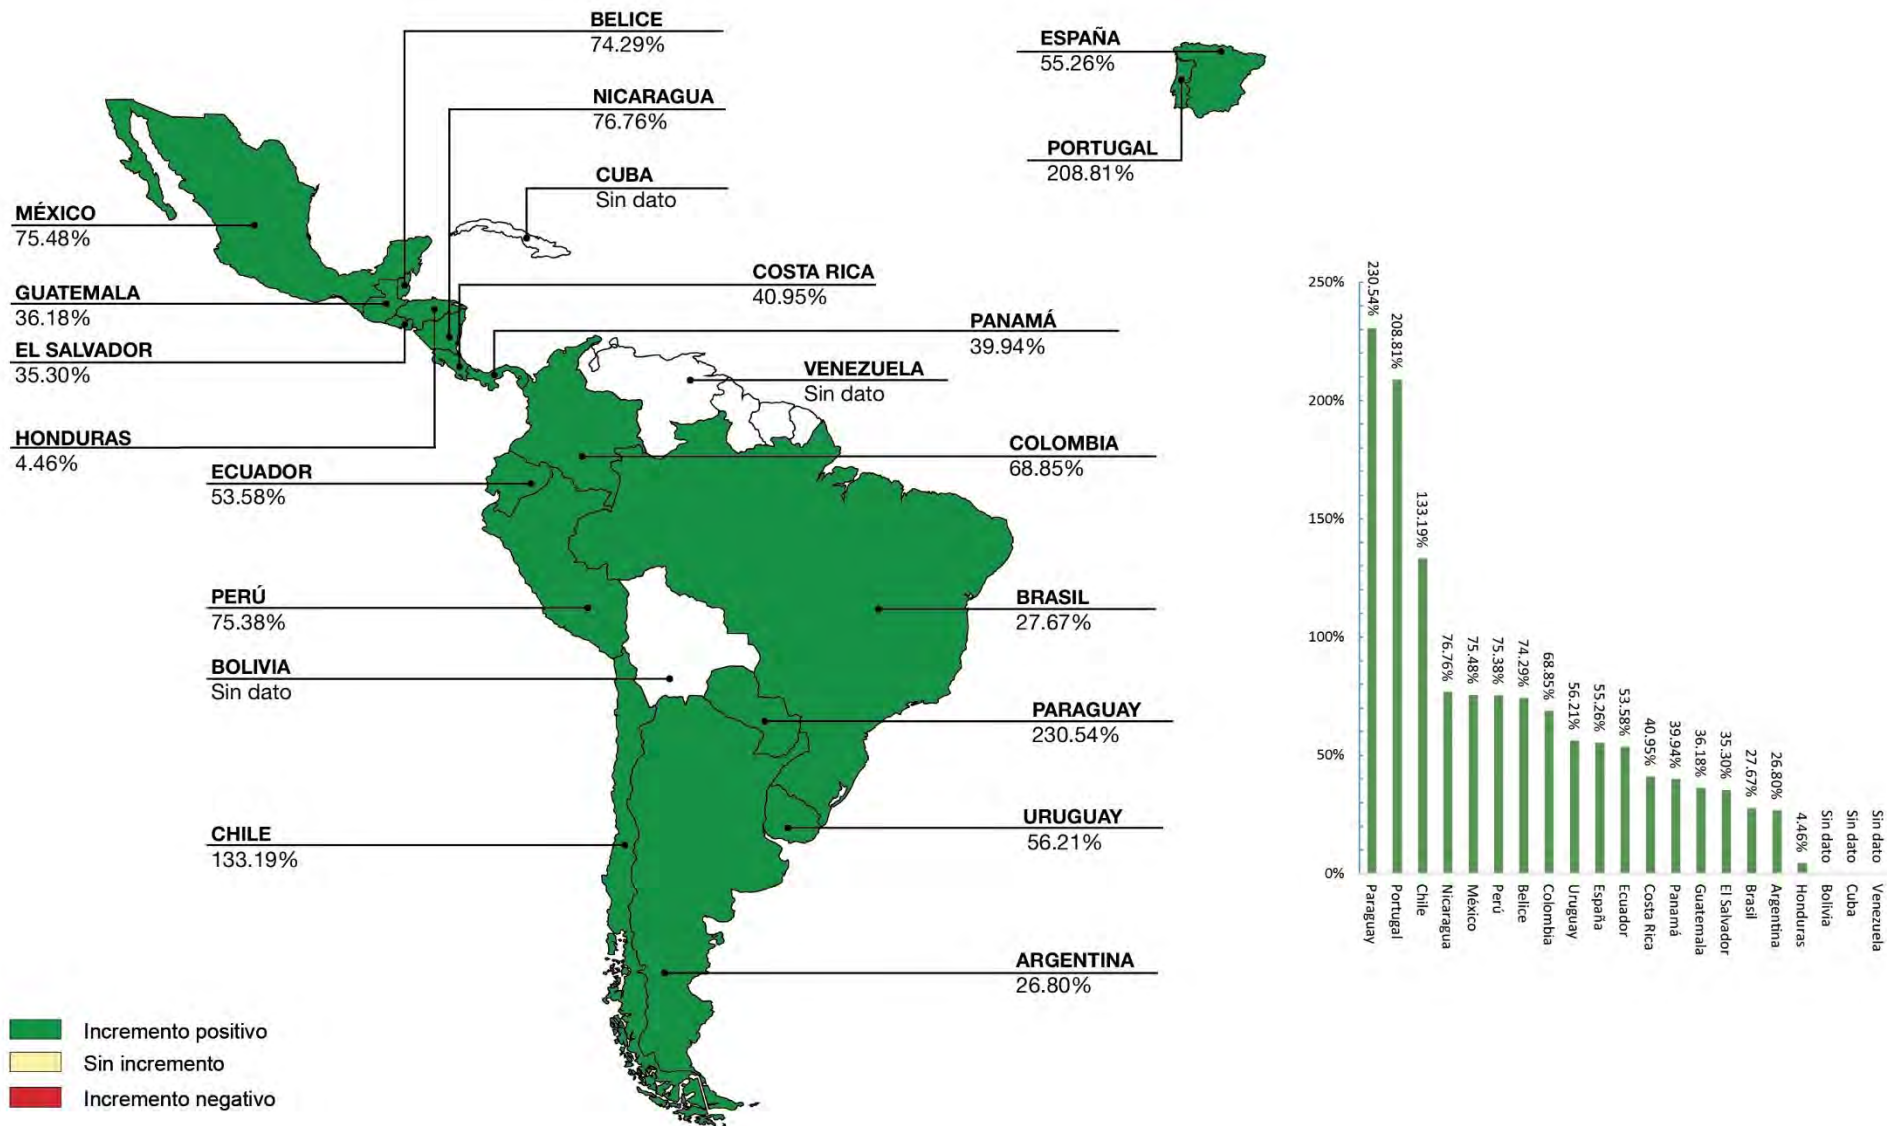 BELICE
74.29%
NICARAGUA
76.76%
CUBA
Sin dato
ESPAÑA
55.26%
PORTUGAL
208.81%
MÉXICO
75.48%
GUATEMALA
36.18%
EL SALVADOR
35.30%
HONDURAS
4.46%
COSTA RICA
40.95%
PANAMÁ
39.94%
VENEZUELA
Sin dato
COLOMBIA
68.85%
ECUADOR
53.58%
PERÚ
75.38%
BOLIVIA
Sin dato
CHILE
133.19%
BRASIL
27.67%
PARAGUAY
230.54%
URUGUAY
56.21%
ARGENTINA
26.80%
Incremento positivo
Sin incremento
Incremento negativo
250%
200%
150%
100%
50%
0%
230.54%
208.81%
133.19%
76.76%
75.48%
75.38%
74.29%
68.85%
56.21%
55.26%
53.58%
40.95%
39.94%
36.18%
35.30%
27.67%
26.80%
4.46%
Sin dato
Sin dato
Sin dato
Paraguay
Portugal
Chile
Nicaragua
México
Perú
Belice
Colombia
Uruguay
España
Ecuador
Costa Rica
Panamá
Guatemala
El Salvador
Brasil
Argentina
Honduras
Bolivia
Cuba
Venezuela